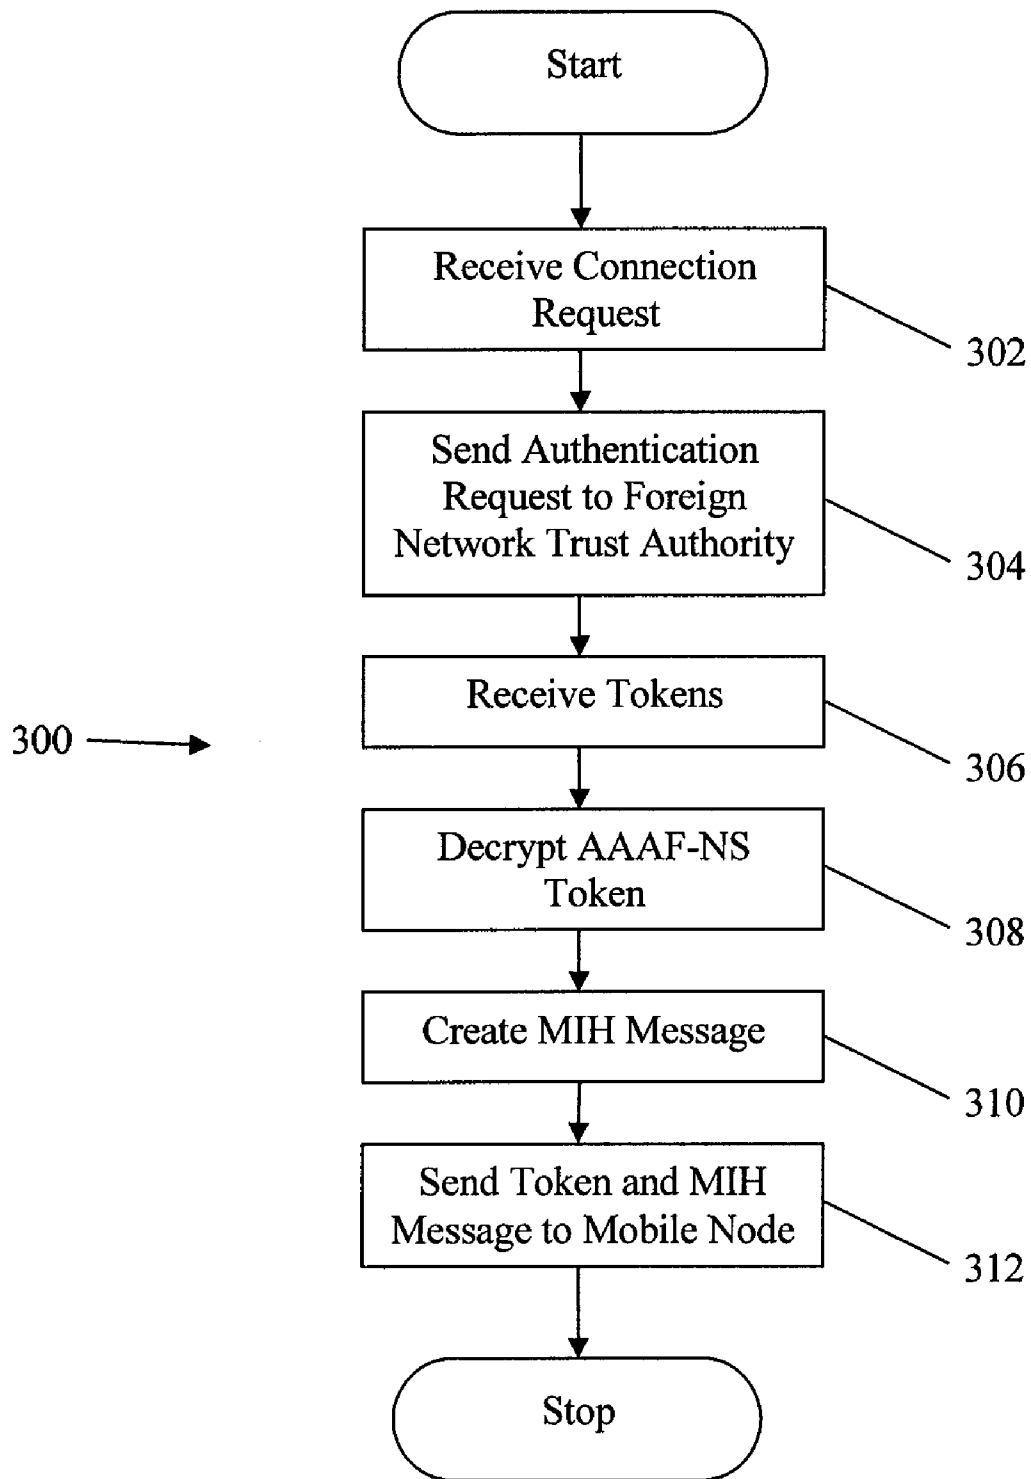 Start
Receive Connection
Request
302
Send Authentication
Request to Foreign
Network Trust Authority
304
Receive Tokens
306
300
Decrypt AAAF-NS
Token
308
Create MIH Message
310
Send Token and MIH
Message to Mobile Node
312
Stop